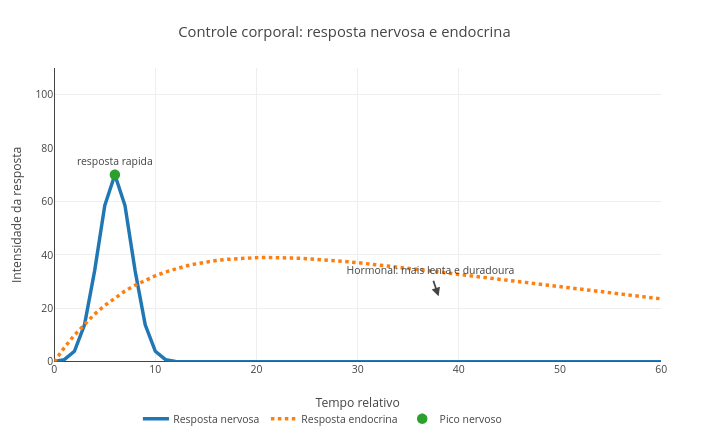 Controle corporal: resposta nervosa e endocrina
Intensidade da resposta
100
80
60
40
20
0
resposta rapida
Hormonal: mais lenta e duradoura
0 10 20 30 40 50 60
Tempo relativo
Resposta nervosa Resposta endocrina Pico nervoso